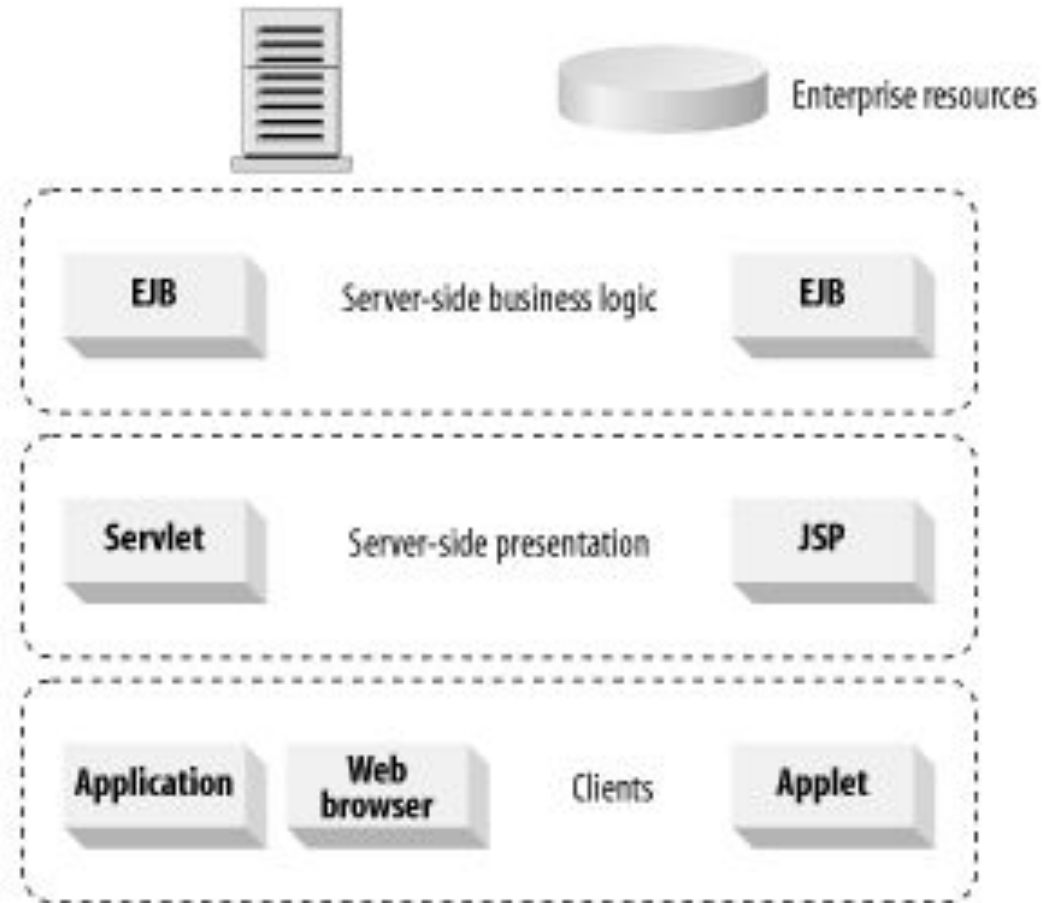 Enterprise resources
EJB
Server-side business logic
EJB
Servlet
Server-side presentation
JSP
Application
Web
browser
Clients
Applet